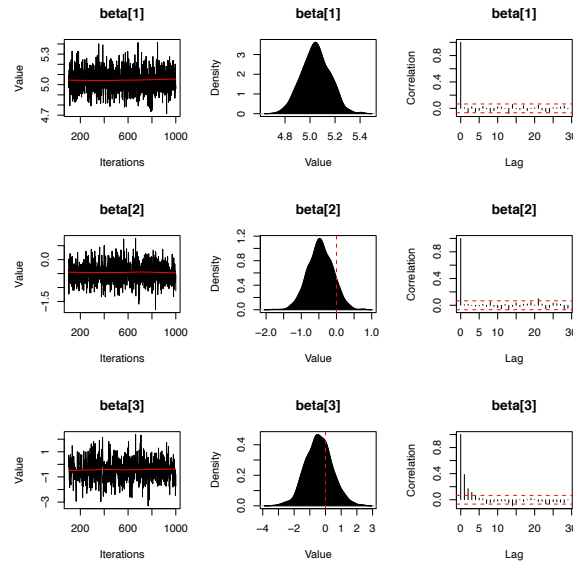 beta[1] beta[1] beta[1]
Value
4.7 5.0 5.3
200 600 1000
Iterations
Density
0 1 2 3
4.8 5.0 5.2 5.4
Value
Correlation
0.0 0.4 0.8
0 5 10 20 30
Lag
beta[2] beta[2] beta[2]
Value
−1.5 0.0
200 600 1000
Iterations
Density
0.0 0.4 0.8 1.2
−2.0 −1.0 0.0 1.0
Value
Correlation
0.0 0.4 0.8
0 5 10 20 30
Lag
beta[3] beta[3] beta[3]
Value
−3 −1 1
200 600 1000
Iterations
Density
0.0 0.2 0.4
−4 −2 0 1 2 3
Value
Correlation
0.0 0.4 0.8
0 5 10 20 30
Lag